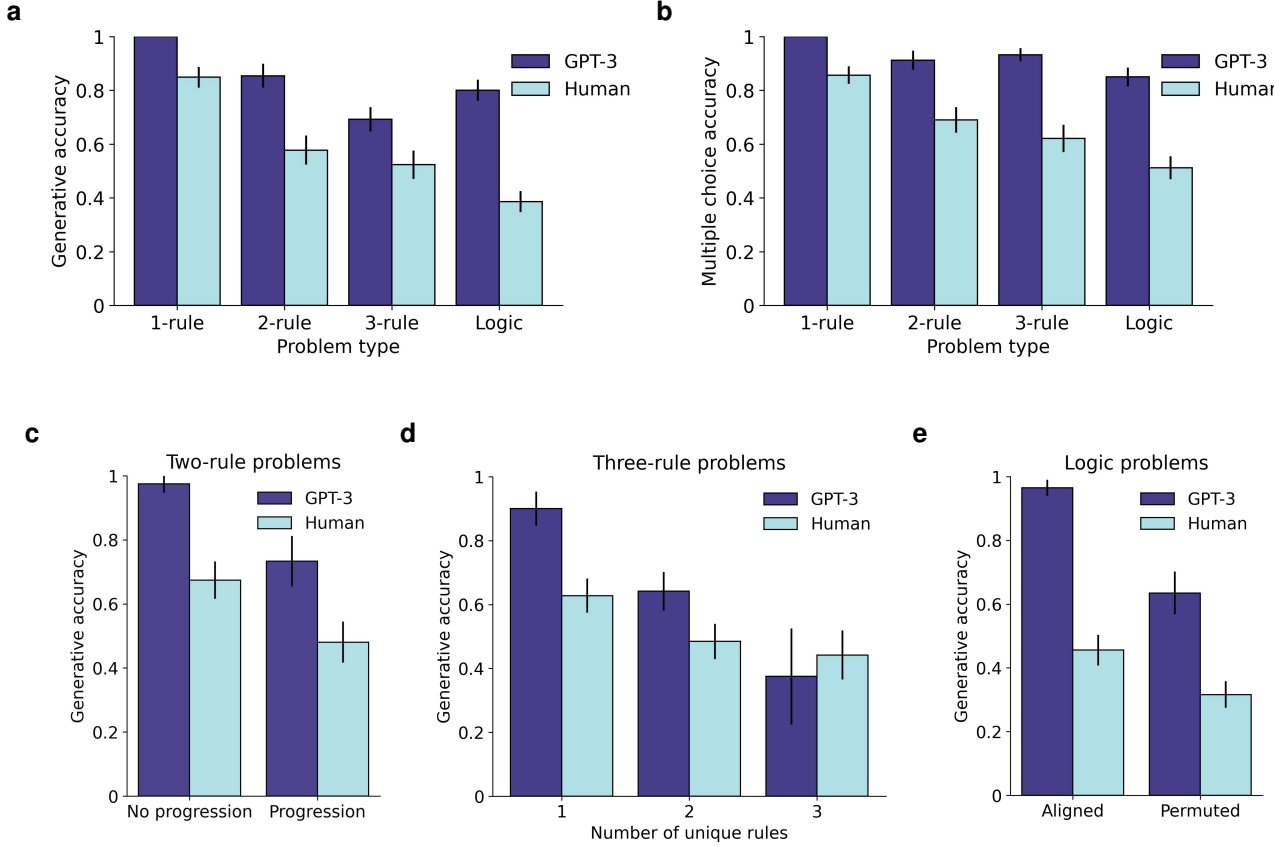 a
Generative accuracy
1
0.8
0.6
0.4
0.2
0
GPT-3
Human
1-rule 2-rule 3-rule Logic
Problem type
b
Multiple choice accuracy
1
0.8
0.6
0.4
0.2
0
GPT-3
Human
1-rule 2-rule 3-rule Logic
Problem type
c
Two-rule problems
Generative accuracy
1
0.8
0.6
0.4
0.2
0
GPT-3
Human
No progression Progression
d
Three-rule problems
Generative accuracy
1
0.8
0.6
0.4
0.2
0
GPT-3
Human
1 2 3
Number of unique rules
e
Logic problems
Generative accuracy
1
0.8
0.6
0.4
0.2
0
GPT-3
Human
Aligned Permuted